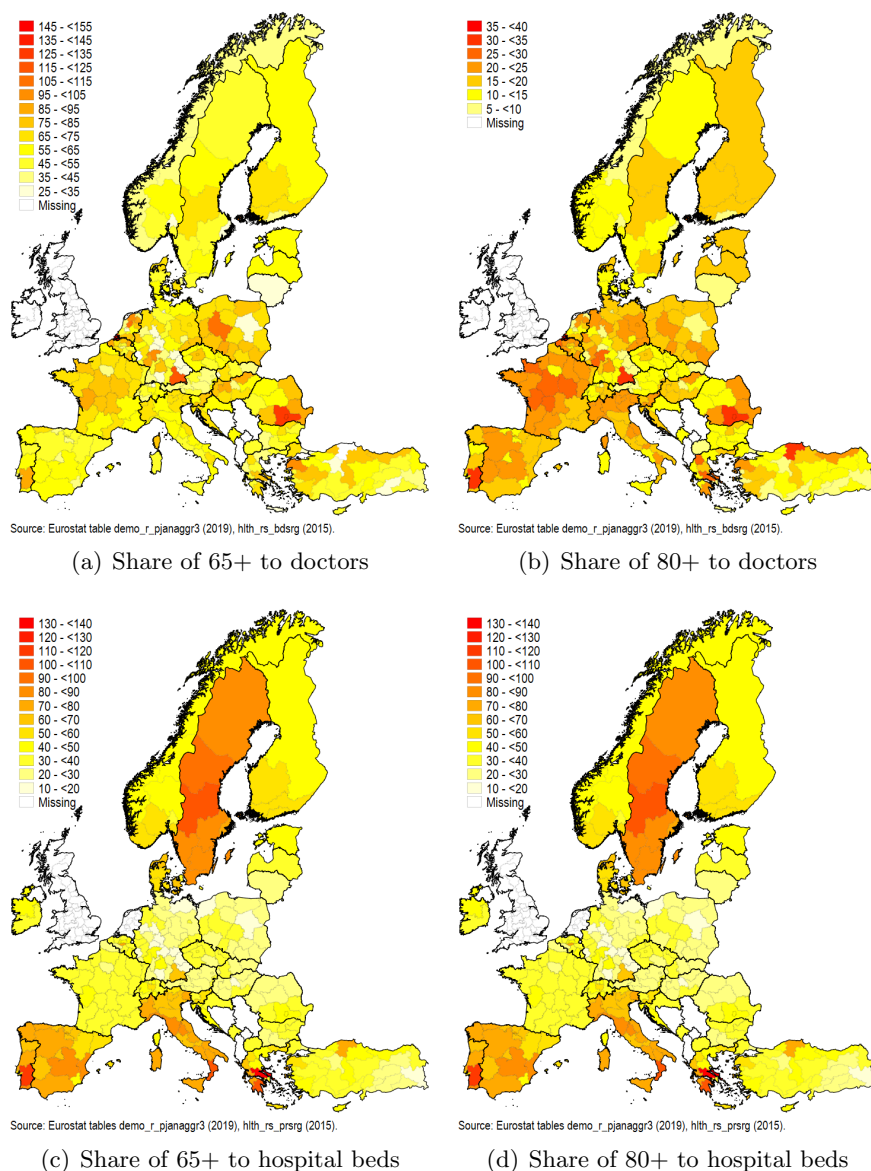 145 - <155
135 - <145
125 - <135
115 - <125
105 - <115
95 - <105
85 - <95
75 - <85
65 - <75
55 - <65
45 - <55
35 - <45
25 - <35
Missing
Source: Eurostat table demo_r_pjanaggr3 (2019), hlth_rs_bdsrg (2015).
(a) Share of 65+ to doctors
35 - <40
30 - <35
25 - <30
20 - <25
15 - <20
10 - <15
5 - <10
Missing
Source: Eurostat table demo_r_pjanaggr3 (2019), hlth_rs_bdsrg (2015).
(b) Share of 80+ to doctors
130 - <140
120 - <130
110 - <120
100 - <110
90 - <100
80 - <90
70 - <80
60 - <70
50 - <60
40 - <50
30 - <40
20 - <30
10 - <20
Missing
Source: Eurostat tables demo_r_pjanaggr3 (2019), hlth_rs_prsrg (2015).
(c) Share of 65+ to hospital beds
130 - <140
120 - <130
110 - <120
100 - <110
90 - <100
80 - <90
70 - <80
60 - <70
50 - <60
40 - <50
30 - <40
20 - <30
10 - <20
Missing
Source: Eurostat tables demo_r_pjanaggr3 (2019), hlth_rs_prsrg (2015).
(d) Share of 80+ to hospital beds